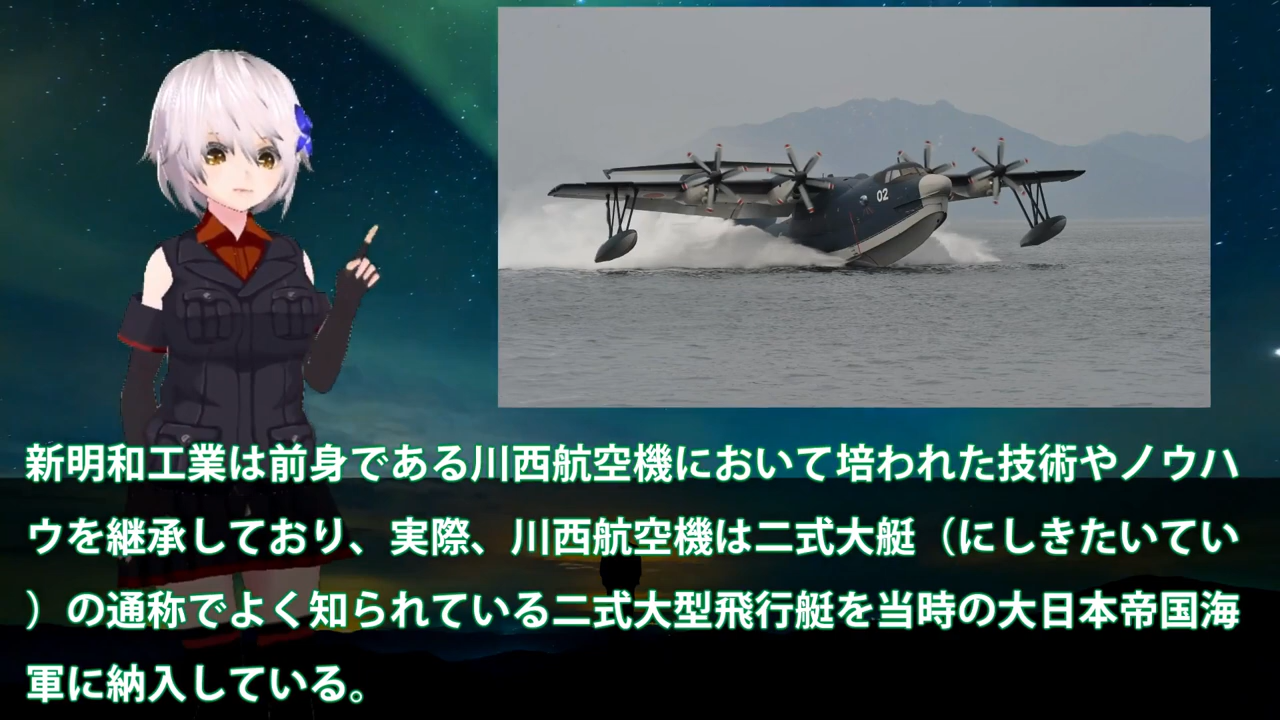 02
新明和工業は前身である川西航空機において培われた技術やノウハ
ウを継承しており、実際、川西航空機は二式大艇（にしきたいてい
）の通称でよく知られている二式大型飛行艇を当時の大日本帝国海
軍に納入している。